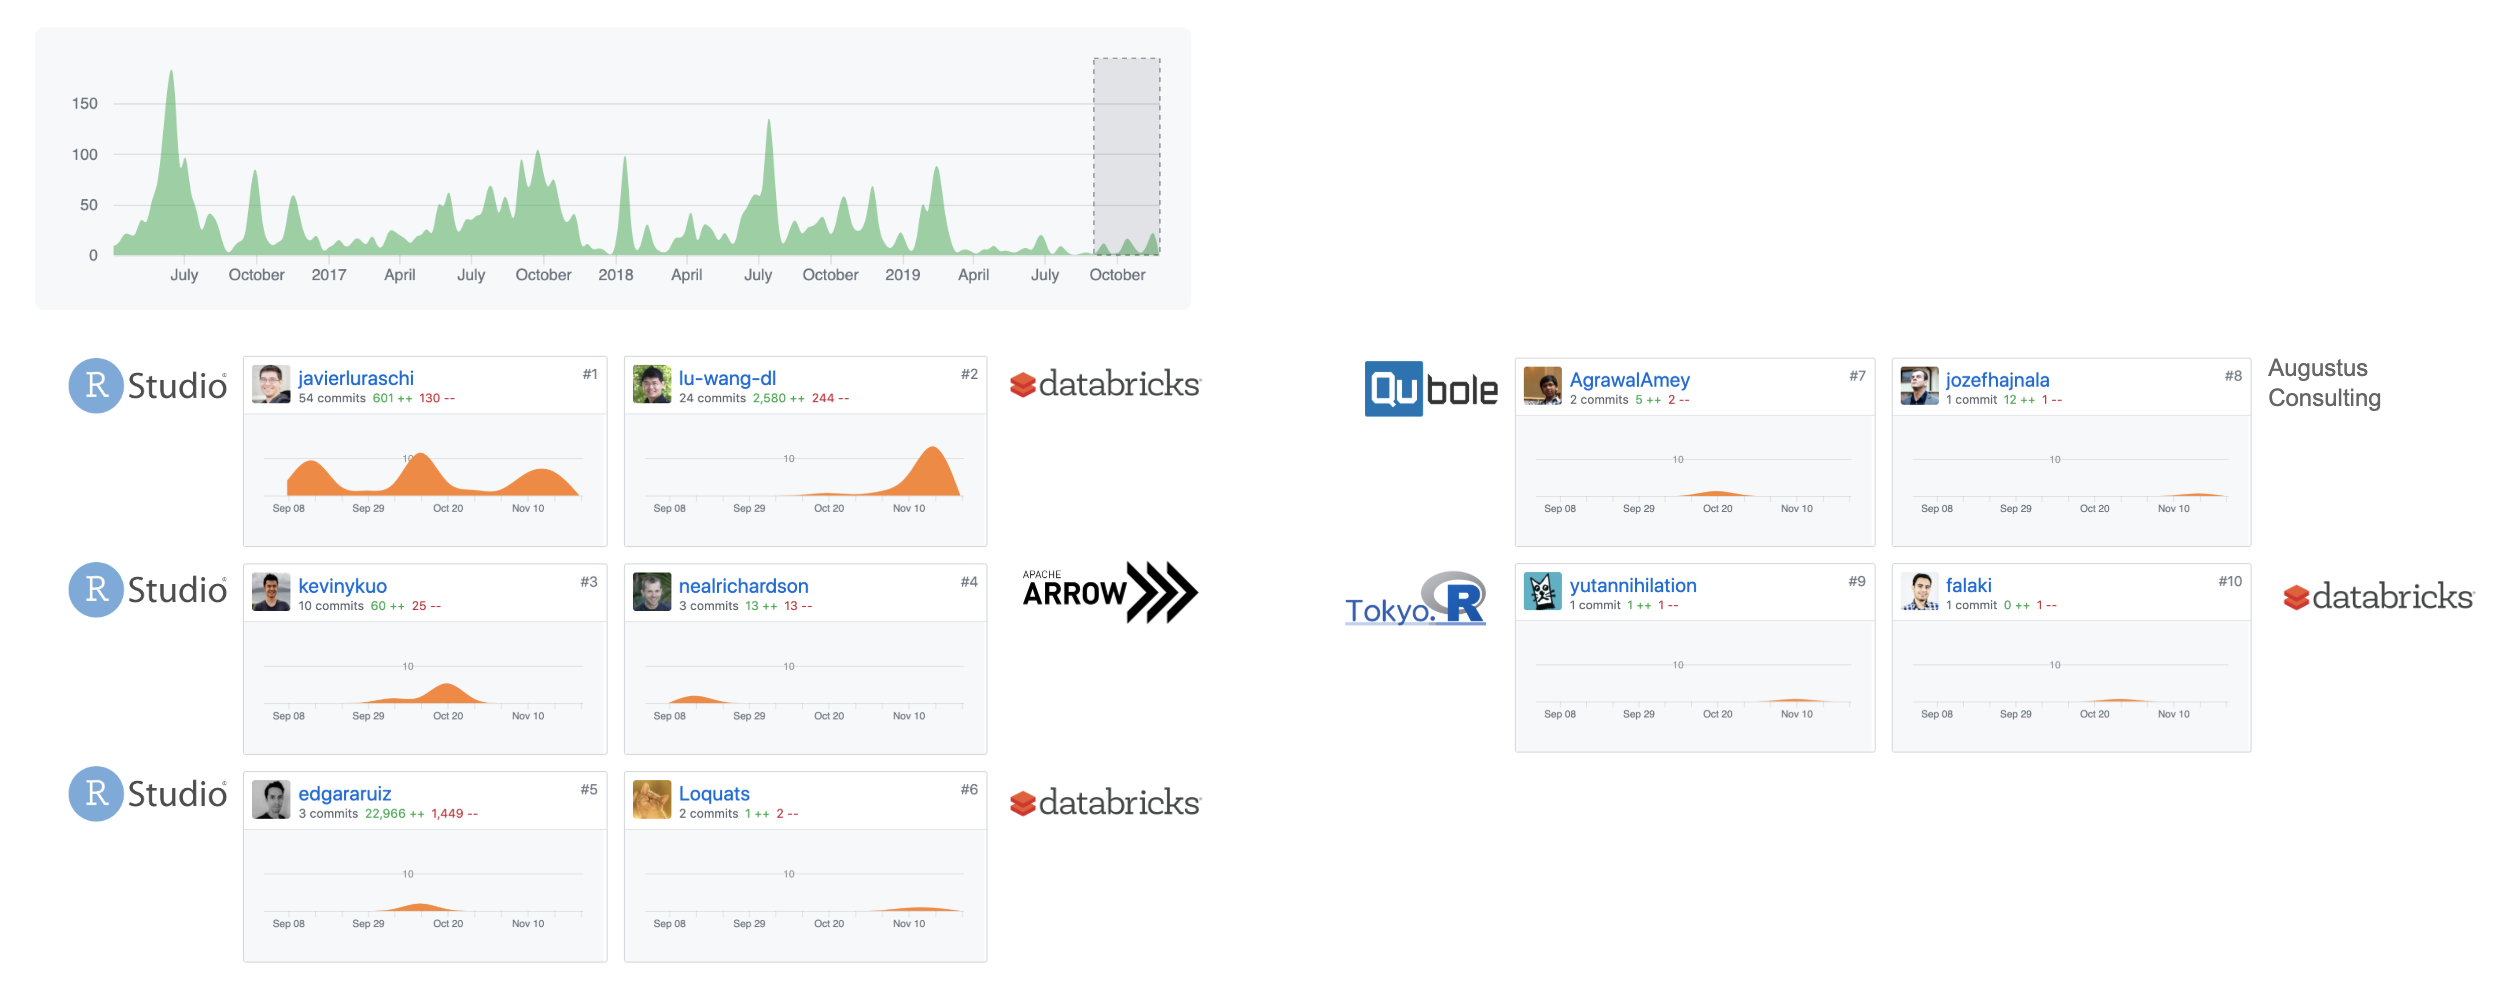 150
100
50
0
July October 2017 April July October 2018 April July October 2019 April July October
R Studio®
javierluraschi #1
54 commits 601 ++ 130 --
10
Sep 08 Sep 29 Oct 20 Nov 10
lu-wang-dl #2
24 commits 2,580 ++ 244 --
10
Sep 08 Sep 29 Oct 20 Nov 10
databricks
R Studio®
kevinykuo #3
10 commits 60 ++ 25 --
10
Sep 08 Sep 29 Oct 20 Nov 10
nealrichardson #4
3 commits 13 ++ 13 --
10
Sep 08 Sep 29 Oct 20 Nov 10
APACHE
ARROW
R Studio®
edgararuiz #5
3 commits 22,966 ++ 1,449 --
10
Sep 08 Sep 29 Oct 20 Nov 10
Loquats #6
2 commits 1 ++ 2 --
10
Sep 08 Sep 29 Oct 20 Nov 10
databricks
Qubole
AgrawalAmey #7
2 commits 5 ++ 2 --
10
Sep 08 Sep 29 Oct 20 Nov 10
jozefhajnala #8
1 commit 12 ++ 1 --
10
Sep 08 Sep 29 Oct 20 Nov 10
Augustus
Consulting
Tokyo.R
yutannihilation #9
1 commit 1 ++ 1 --
10
Sep 08 Sep 29 Oct 20 Nov 10
falaki #10
1 commit 0 ++ 1 --
10
Sep 08 Sep 29 Oct 20 Nov 10
databricks